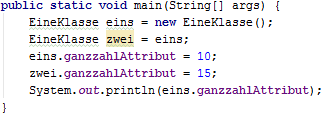 public static void main(String[] args) {
    EineKlasse eins = new EineKlasse();
    EineKlasse zwei = eins;
    eins.ganzzahlAttribut = 10;
    zwei.ganzzahlAttribut = 15;
    System.out.println(eins.ganzzahlAttribut);
}